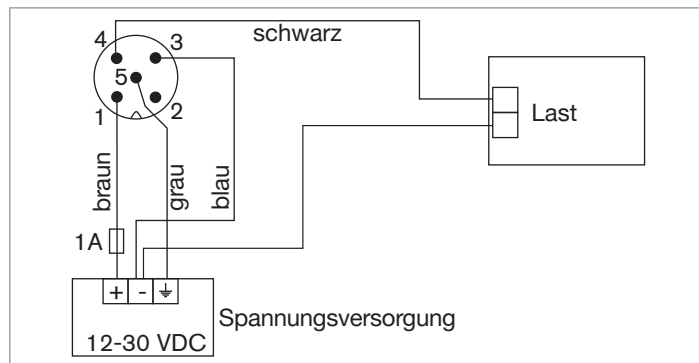 4
3
schwarz
5
1
2
Last
braun
grau
blau
1A
+
-
Spannungsversorgung
12-30 VDC